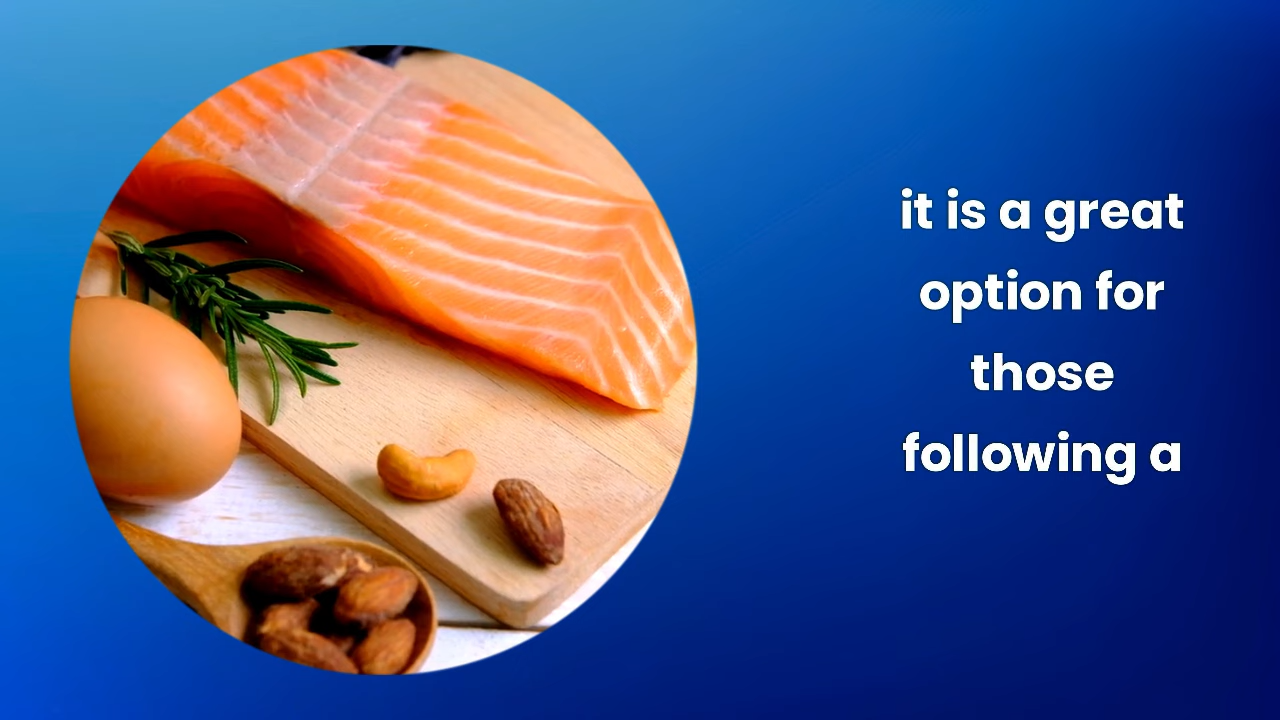 it is a great
option for
those
following a